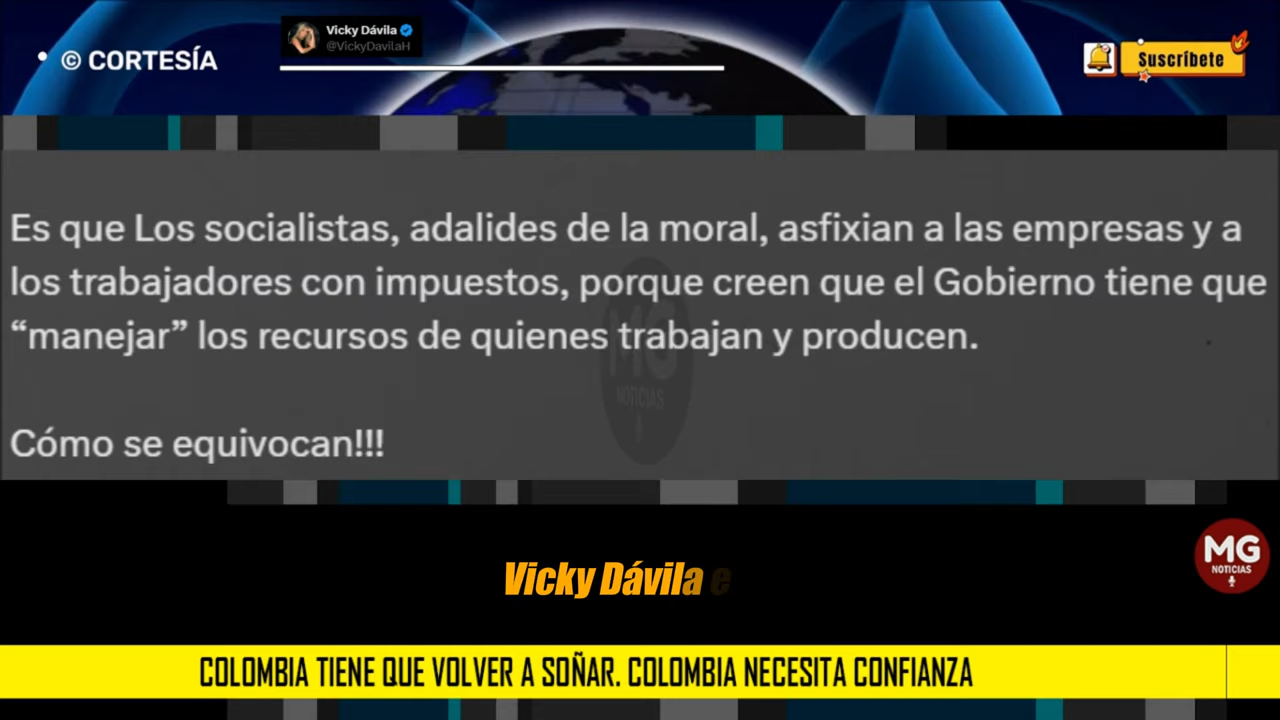 © CORTESÍA
Vicky Dávila
@VickyDavilaH
Suscríbete
Es que Los socialistas, adalides de la moral, asfixian a las empresas y a
los trabajadores con impuestos, porque creen que el Gobierno tiene que
“manejar” los recursos de quienes trabajan y producen.
Cómo se equivocan!!!
MG
NOTICIAS
Vicky Dávila e
MG
NOTICIAS
COLOMBIA TIENE QUE VOLVER A SOÑAR. COLOMBIA NECESITA CONFIANZA